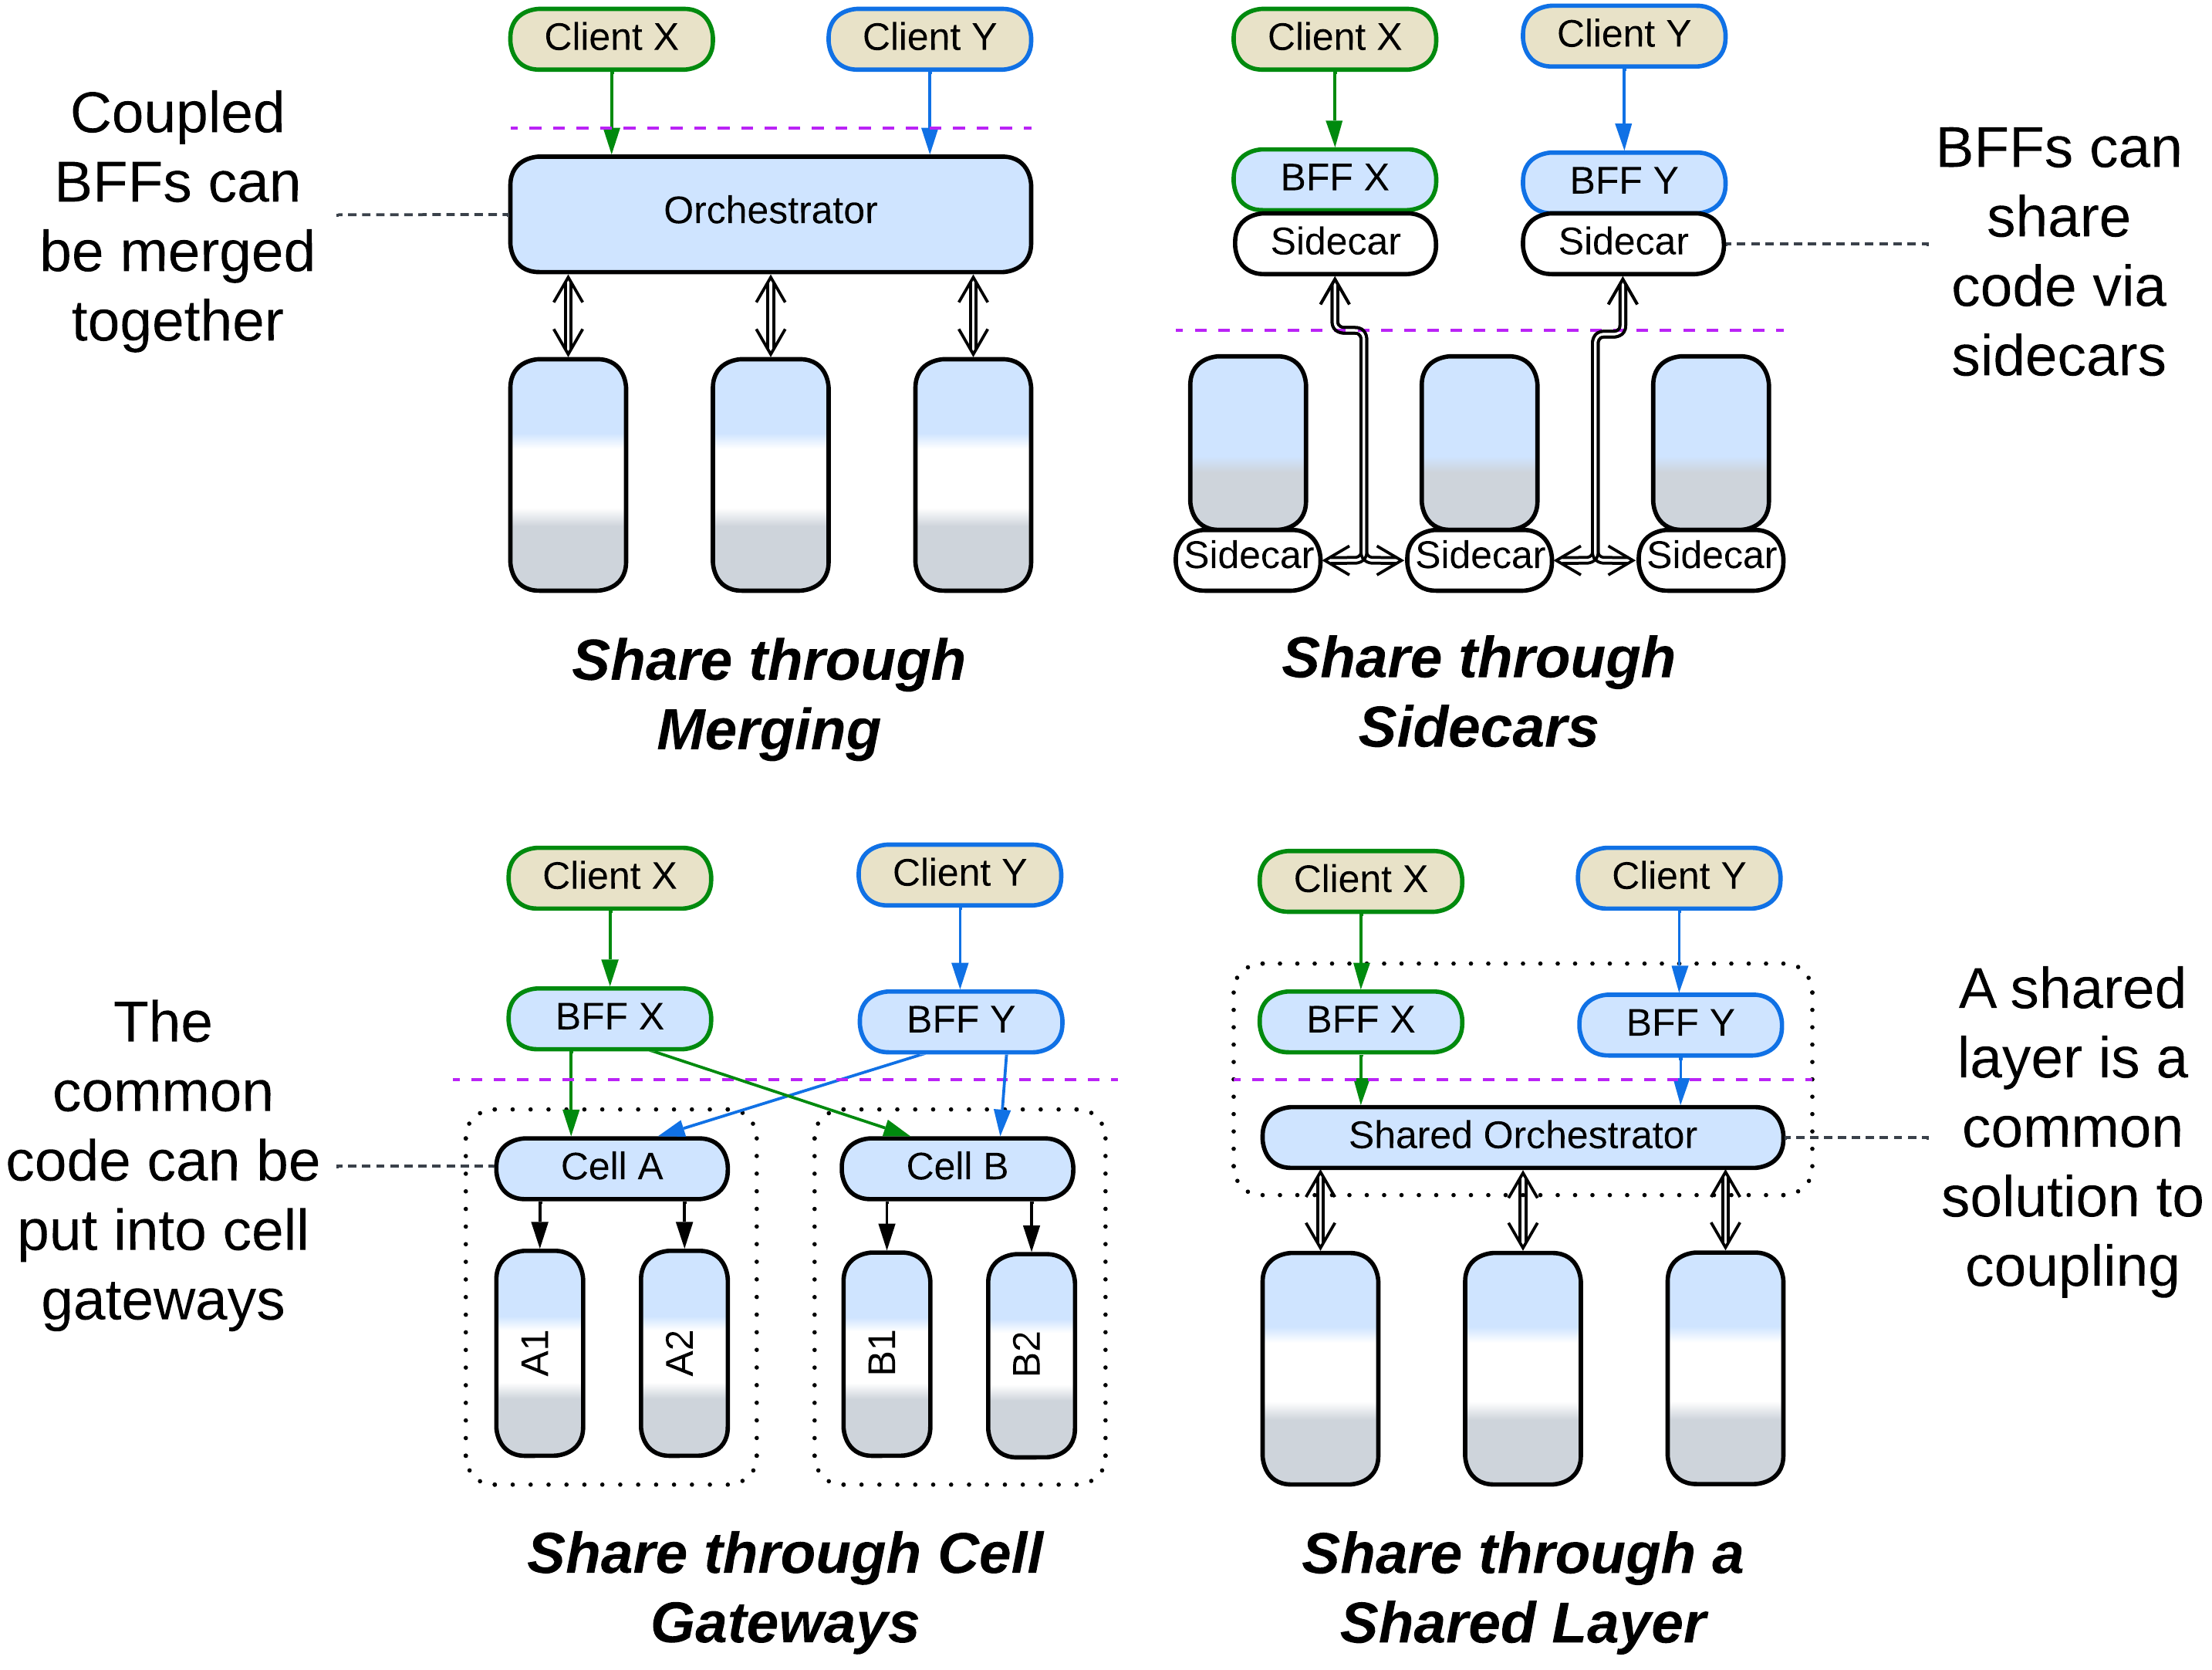 Client X
Client Y
Coupled
BFFs can
be merged
together
Orchestrator
Share through
Merging
Client X
Client Y
BFF X
BFF Y
Sidecar
Sidecar
BFFs can
share
code via
sidecars
Sidecar
Sidecar
Sidecar
Share through
Sidecars
Client X
Client Y
BFF X
BFF Y
The
common
code can be
put into cell
gateways
Cell A
Cell B
A1
A2
B1
B2
Share through Cell
Gateways
Client X
Client Y
BFF X
BFF Y
Shared Orchestrator
A shared
layer is a
common
solution to
coupling
Share through a
Shared Layer